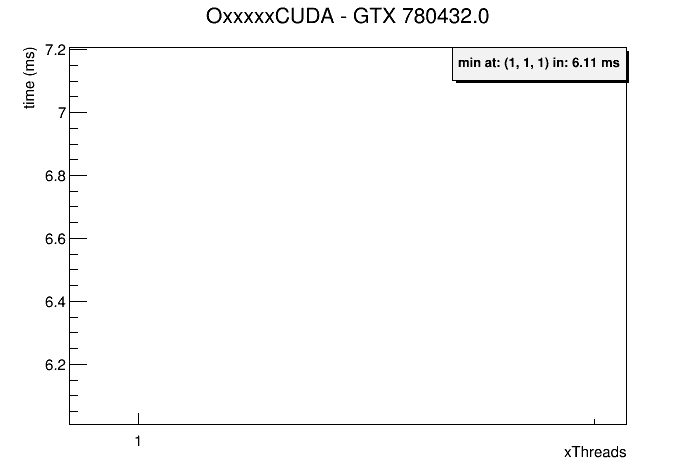 OxxxxxCUDA - GTX 780432.0
time (ms)
7.2
min at: (1, 1, 1) in: 6.11 ms
7
6.8
6.6
6.4
6.2
1
xThreads